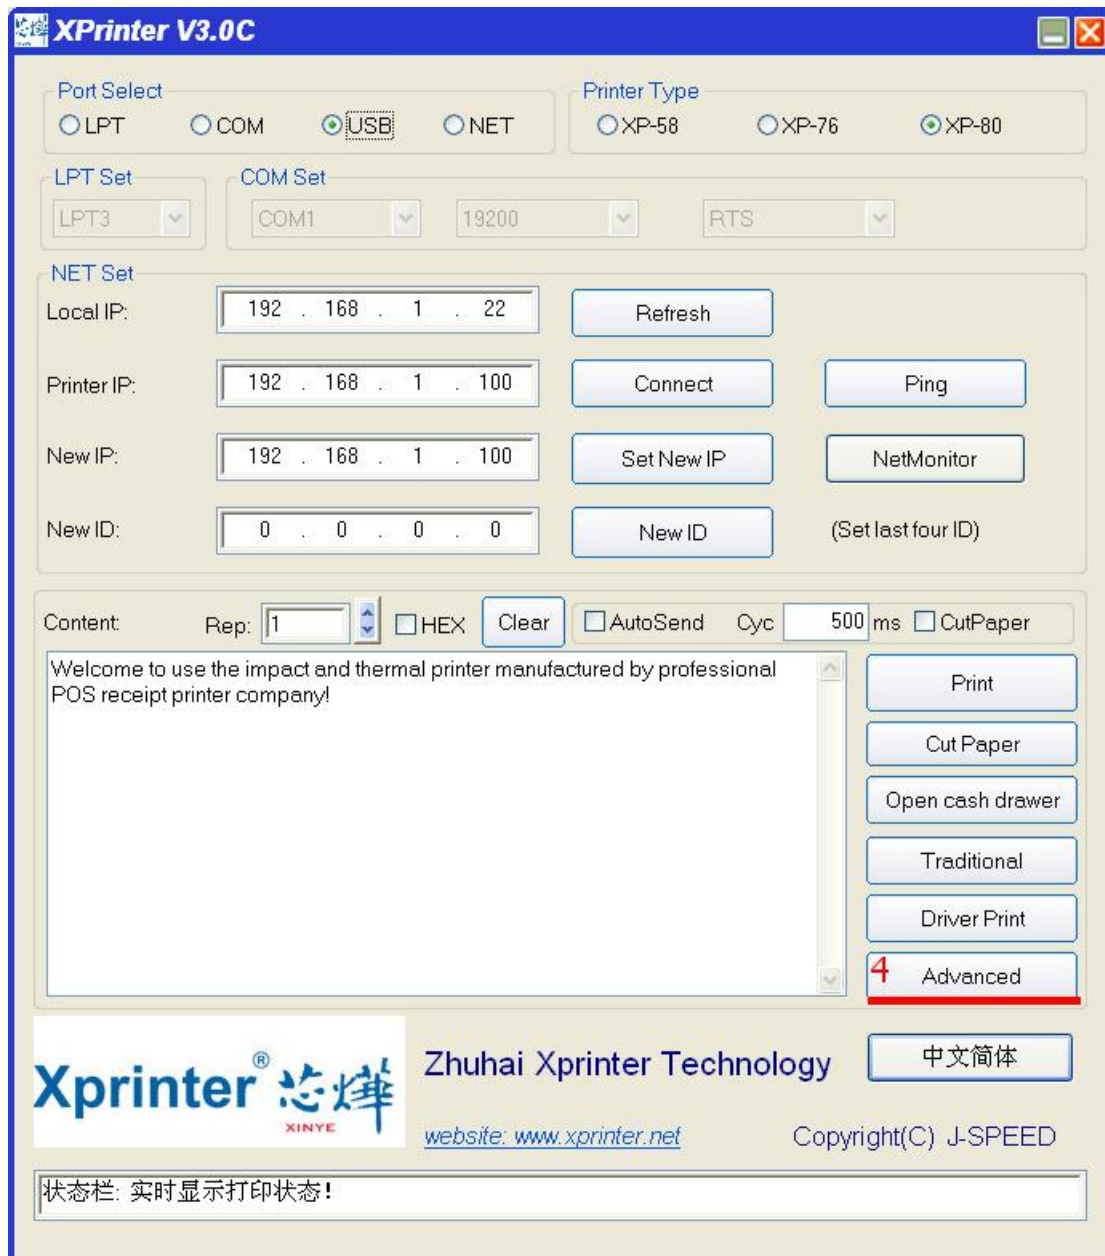 XPrinter V3.0C
Port Select
LPT COM USB NET
Printer Type
XP-58 XP-76 XP-80
LPT Set
LPT3
COM Set
COM1 19200 RTS
NET Set
Local IP: 192 . 168 . 1 . 22 Refresh
Printer IP: 192 . 168 . 1 . 100 Connect Ping
New IP: 192 . 168 . 1 . 100 Set New IP NetMonitor
New ID: 0 . 0 . 0 . 0 New ID (Set last four ID)
Content: Rep: 1 HEX Clear AutoSend Cyc 500 ms CutPaper
Welcome to use the impact and thermal printer manufactured by professional
POS receipt printer company!
Print
Cut Paper
Open cash drawer
Traditional
Driver Print
4 Advanced
Xprinter® 芯烨
XINYE
Zhuhai Xprinter Technology
中文简体
website: www.xprinter.net
Copyright(C) J-SPEED
状态栏: 实时显示打印状态!